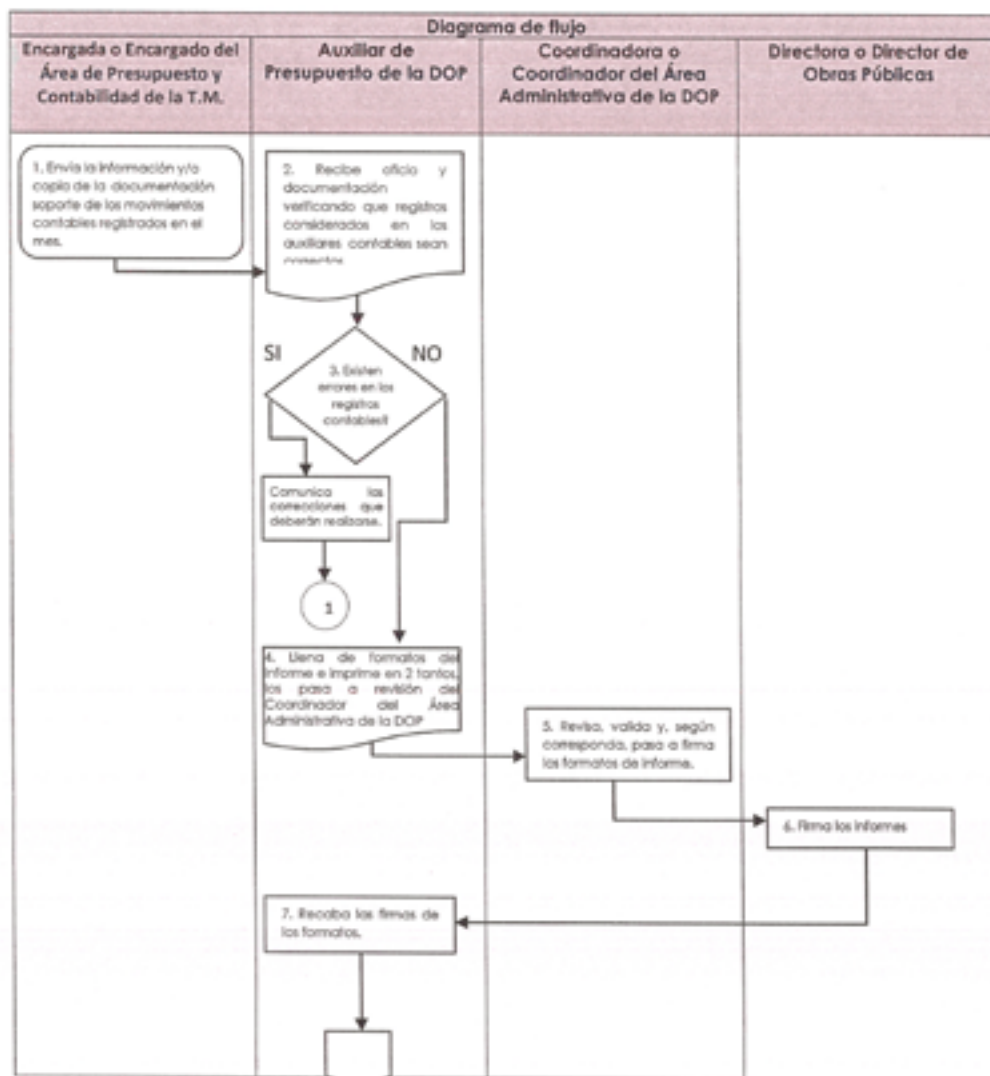 Diagrama de flujo
Encargada o Encargado del
Área de Presupuesto y
Contabilidad de la T.M.
Auxiliar de
Presupuesto de la DOP
Coordinadora o
Coordinador del Área
Administrativa de la DOP
Directora o Director de
Obras Públicas
1. Envía la información y/o
copia de la documentación
soporte de los movimientos
contables registrados en el
mes.
2. Recibe oficio y
documentación
verificando que registros
considerados en los
auxiliares contables sean
correctos
SI
NO
3. Existen
errores en los
registros
contables?
Comunica las
correcciones que
deberán realizarse.
1
4. Llena de formatos del
informe e imprime en 2 tantos,
los pasa a revisión del
Coordinador del Área
Administrativa de la DOP
5. Revisa, valida y, según
corresponda, pasa a firma
los formatos de informe.
6. Firma los informes
7. Recaba las firmas de
los formatos.